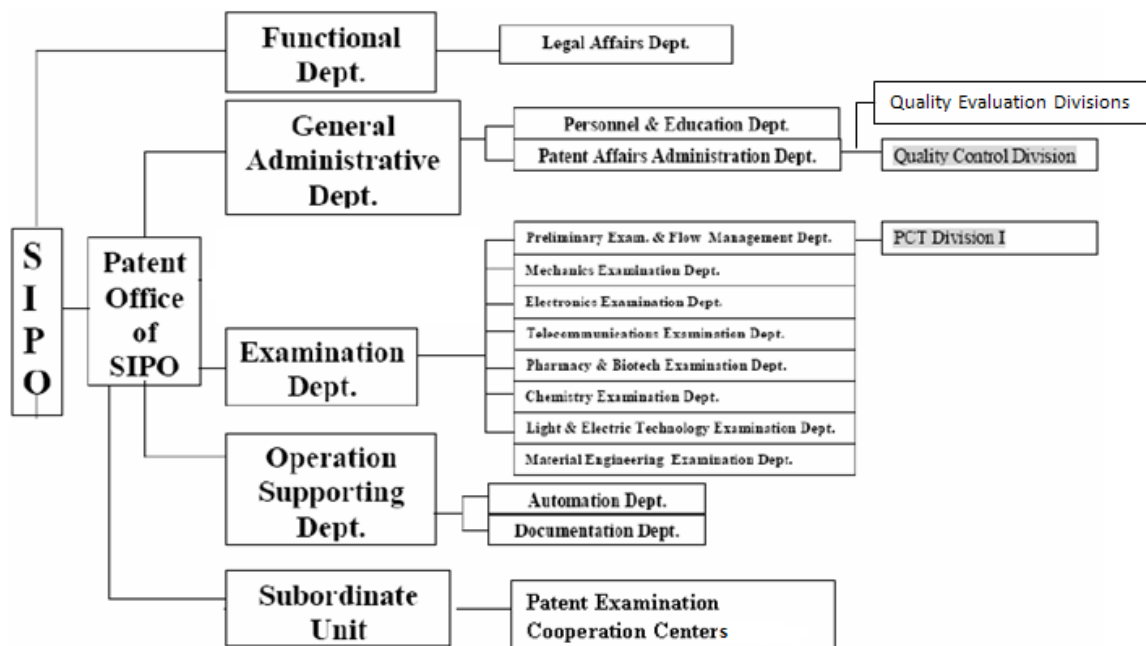 Functional
Dept.
Legal Affairs Dept.
Quality Evaluation Divisions
General
Administrative
Dept.
Personnel & Education Dept.
Patent Affairs Administration Dept.
Quality Control Division
SIPO
Patent
Office
of
SIPO
Preliminary Exam. & Flow Management Dept.
PCT Division I
Mechanics Examination Dept.
Electronics Examination Dept.
Telecommunications Examination Dept.
Examination
Dept.
Pharmacy & Biotech Examination Dept.
Chemistry Examination Dept.
Light & Electric Technology Examination Dept.
Material Engineering Examination Dept.
Operation
Supporting
Dept.
Automation Dept.
Documentation Dept.
Subordinate
Unit
Patent Examination
Cooperation Centers